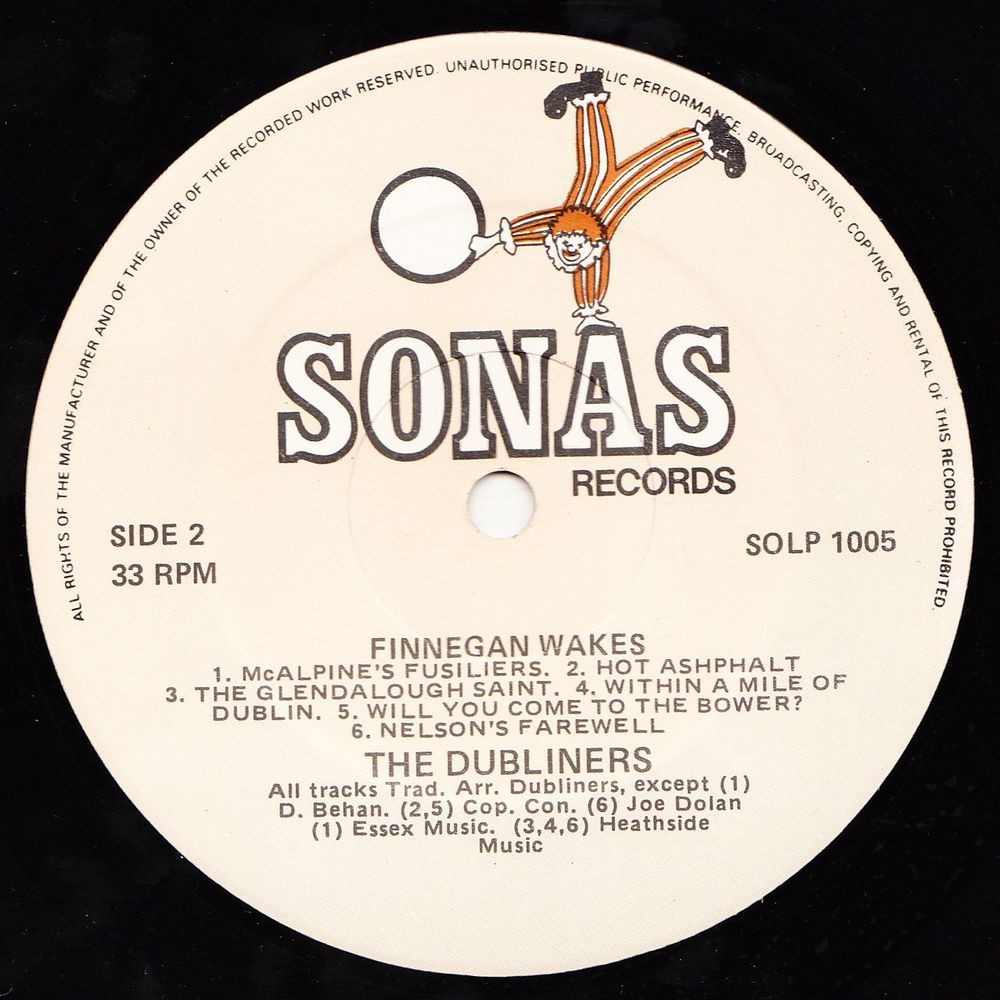 ALL RIGHTS OF THE MANUFACTURER AND OF THE OWNER OF THE RECORDED WORK RESERVED. UNAUTHORISED PUBLIC PERFORMANCE, BROADCASTING, COPYING AND RENTAL OF THIS RECORD PROHIBITED.
SONAS
RECORDS
SIDE 2
33 RPM
SOLP 1005
FINNEGAN WAKES
1. McALPINE'S FUSILIERS. 2. HOT ASHPHALT
3. THE GLENDALOUGH SAINT. 4. WITHIN A MILE OF
DUBLIN. 5. WILL YOU COME TO THE BOWER?
6. NELSON'S FAREWELL
THE DUBLINERS
All tracks Trad. Arr. Dubliners, except (1)
D. Behan. (2,5) Cop. Con. (6) Joe Dolan
(1) Essex Music. (3,4,6) Heathside
Music